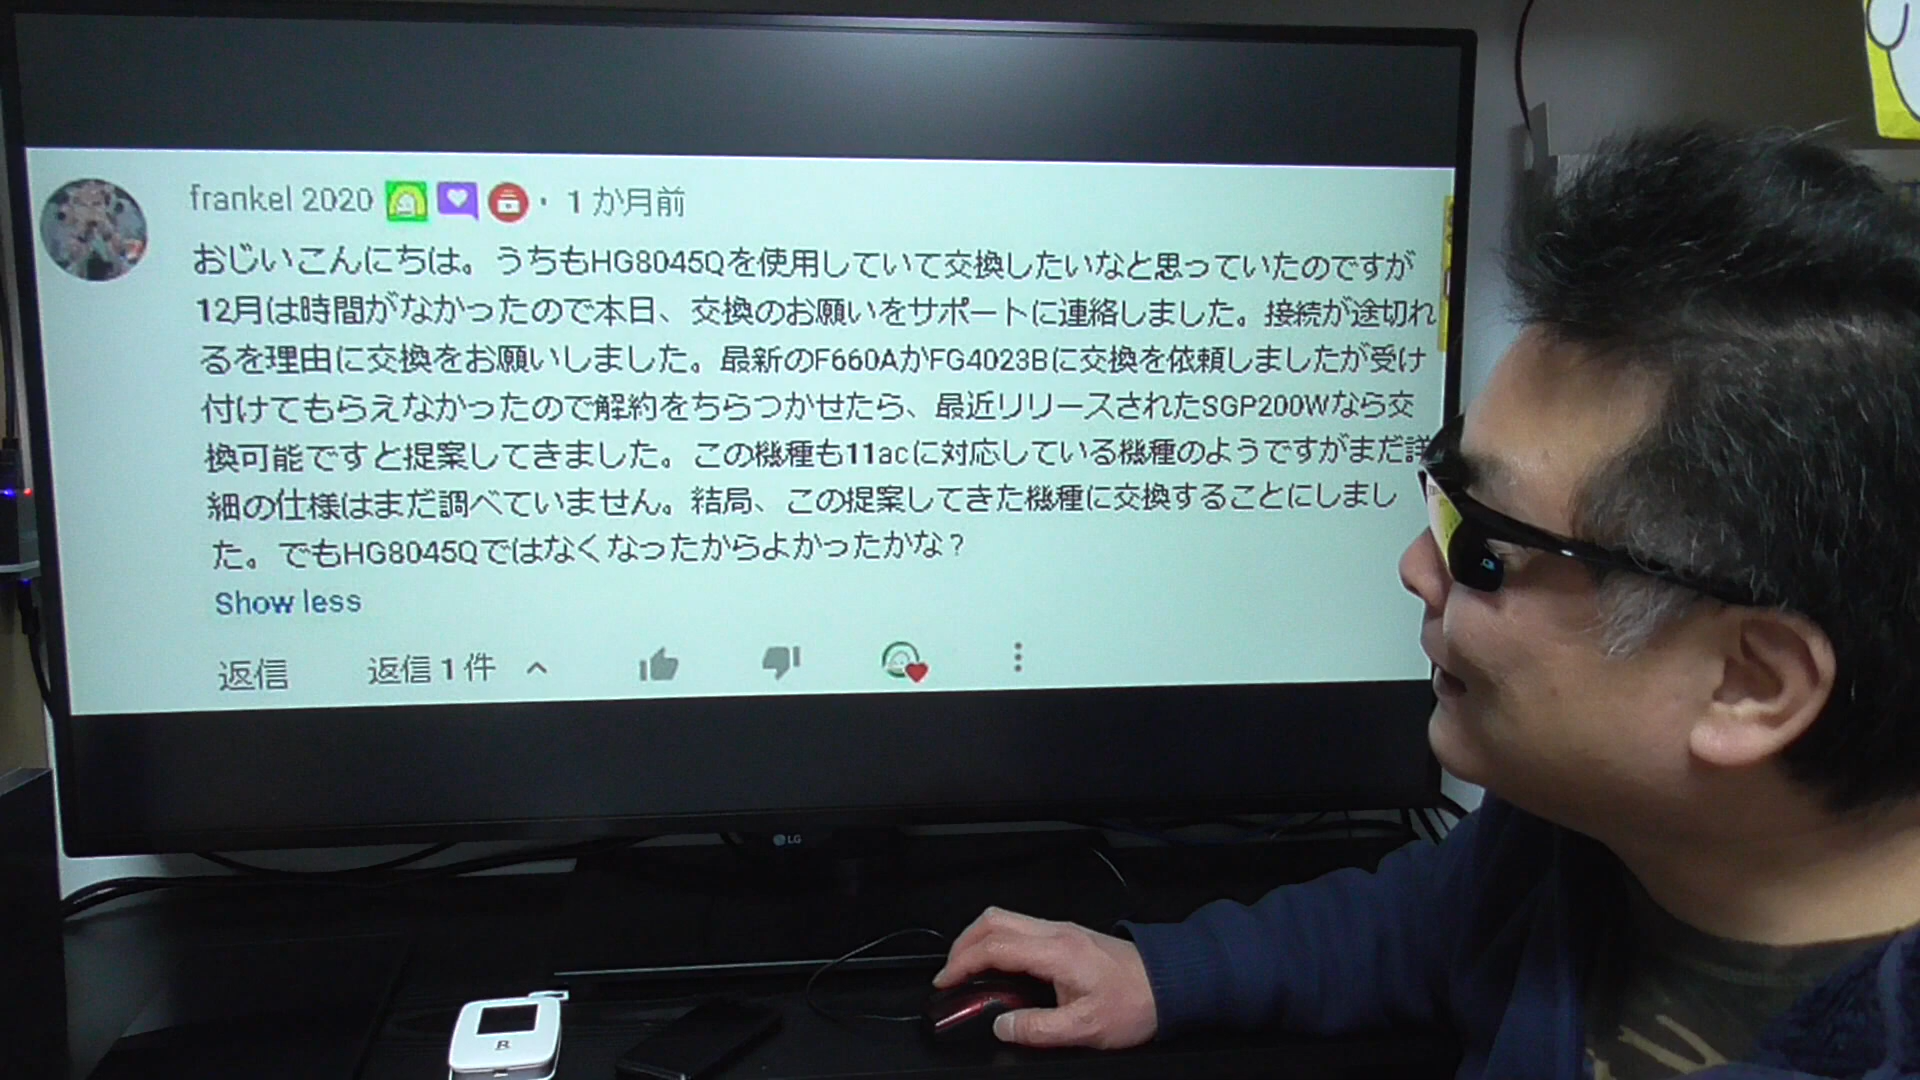 frankel 2020 · 1 か月前
おじいこんにちは。うちもHG8045Qを使用していて交換したいなと思っていたのですが
12月は時間がなかったので本日、交換のお願いをサポートに連絡しました。接続が途切れ
るを理由に交換をお願いしました。最新のF660AかFG4023Bに交換を依頼しましたが受け
付けてもらえなかったので解約をちらつかせたら、最近リリースされたSGP200Wなら交
換可能ですと提案してきました。この機種も11acに対応している機種のようですがまだ詳
細の仕様はまだ調べていません。結局、この提案してきた機種に交換することにしまし
た。でもHG8045Qではなくなったからよかったかな？
Show less
返信 返信 1 件
LG
R